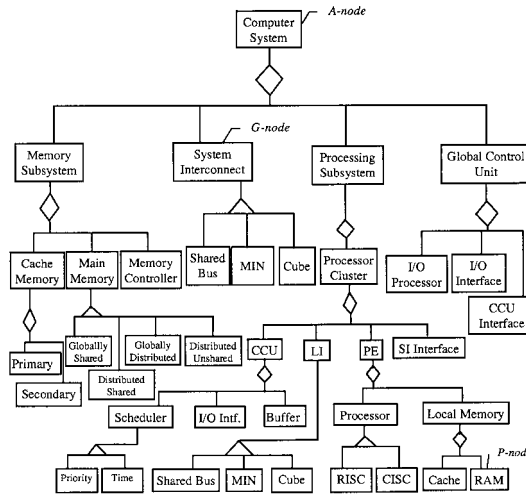 A-node
Computer
System
G-node
Memory
Subsystem
System
Interconnect
Processing
Subsystem
Global Control
Unit
Cache
Memory
Main
Memory
Memory
Controller
Shared
Bus
MIN
Cube
Processor
Cluster
I/O
Processor
I/O
Interface
CCU
Interface
Primary
Secondary
Globally
Shared
Distributed
Shared
Globally
Distributed
Distributed
Unshared
CCU
LI
PE
SI Interface
Scheduler
I/O Intf.
Buffer
Processor
Local Memory
P-nod
Priority
Time
Shared Bus
MIN
Cube
RISC
CISC
Cache
RAM